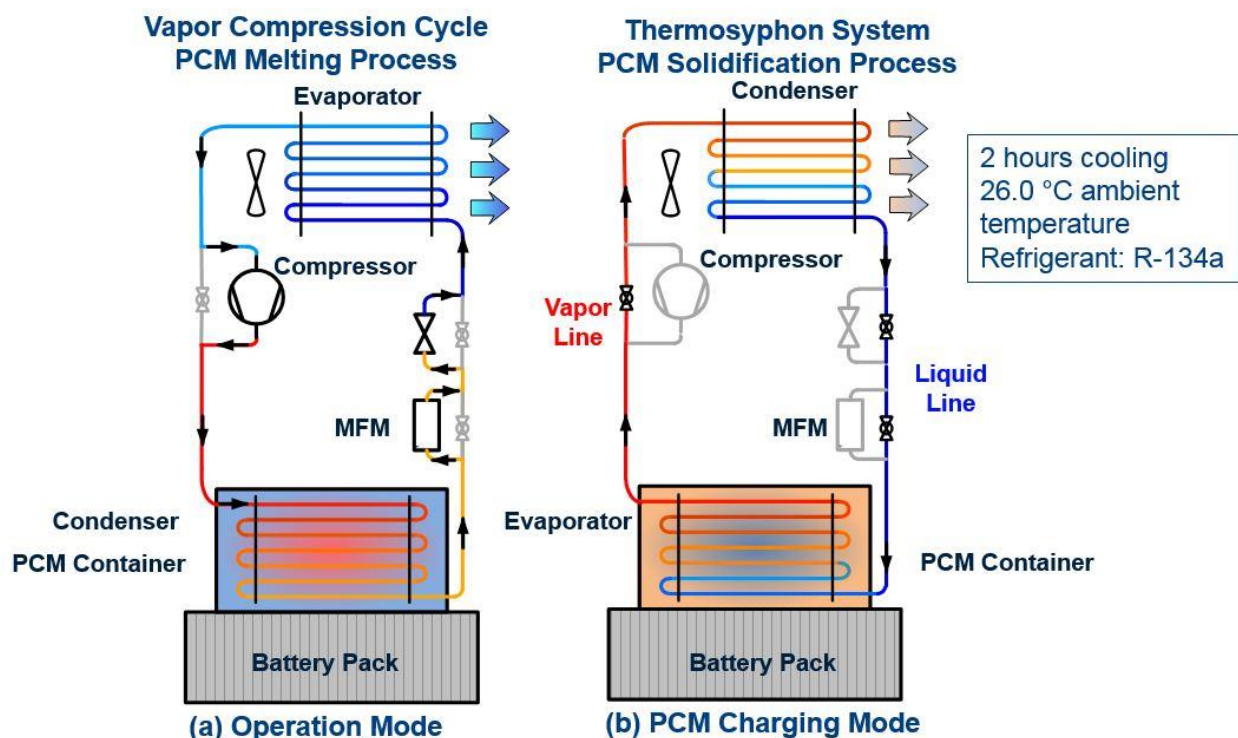 Vapor Compression Cycle
PCM Melting Process
Evaporator
Compressor
MFM
Condenser
PCM Container
Battery Pack
(a) Operation Mode
Thermosyphon System
PCM Solidification Process
Condenser
Compressor
Vapor
Line
Liquid
Line
MFM
Evaporator
PCM Container
Battery Pack
(b) PCM Charging Mode
2 hours cooling
26.0 °C ambient
temperature
Refrigerant: R-134a